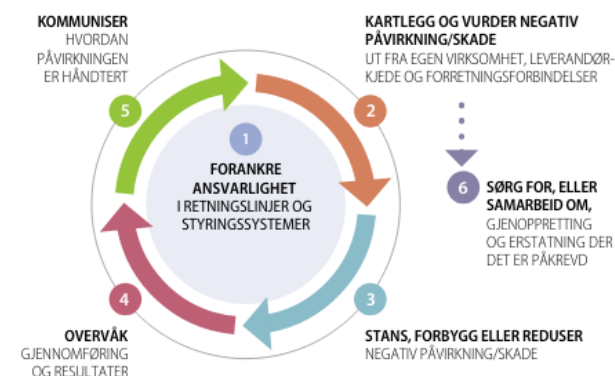 1
FORANKRE
ANSVARLIGHET
I RETNINGSLINJER OG
STYRINGSSYSTEMER
2
KARTLEGG OG VURDER NEGATIV
PÅVIRKNING/SKADE
UT FRA EGEN VIRKSOMHET, LEVERANDØR-
KJEDE OG FORRETNINGSFORBINDELSER
3
STANS, FORBYGG ELLER REDUSER
NEGATIV PÅVIRKNING/SKADE
4
OVERVÅK
GJENNOMFØRING
OG RESULTATER
5
KOMMUNISER
HVORDAN
PÅVIRKNINGEN
ER HÅNDTERT
6
SØRG FOR, ELLER
SAMARBEID OM,
GJENOPPRETTING
OG ERSTATNING DER
DET ER PÅKREVD